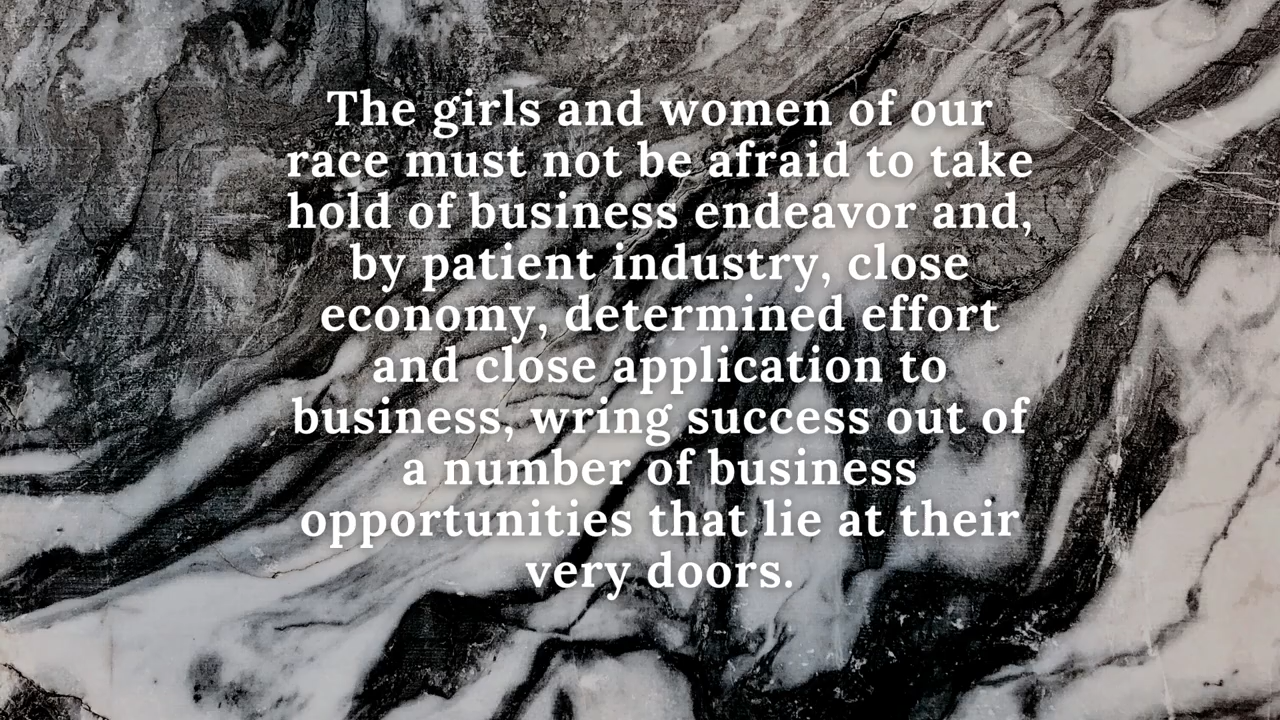 The girls and women of our
race must not be afraid to take
hold of business endeavor and,
by patient industry, close
economy, determined effort
and close application to
business, wring success out of
a number of business
opportunities that lie at their
very doors.